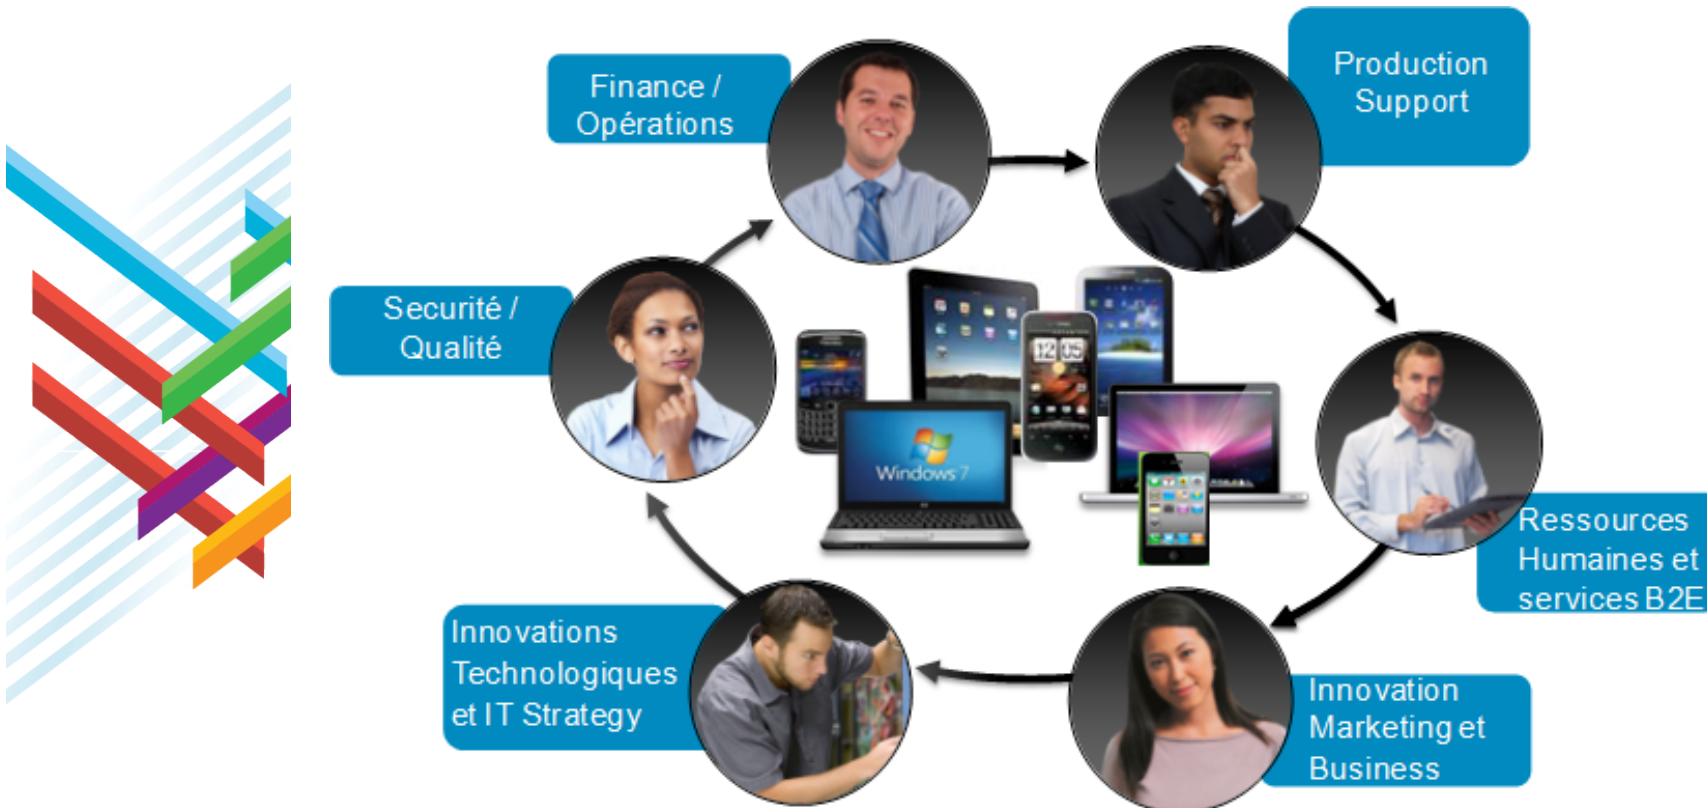 Finance /
Opérations
Production
Support
Securité /
Qualité
12 05
Windows 7
Ressources
Humaines et
services B2E
Innovations
Technologiques
et IT Strategy
Innovation
Marketing et
Business